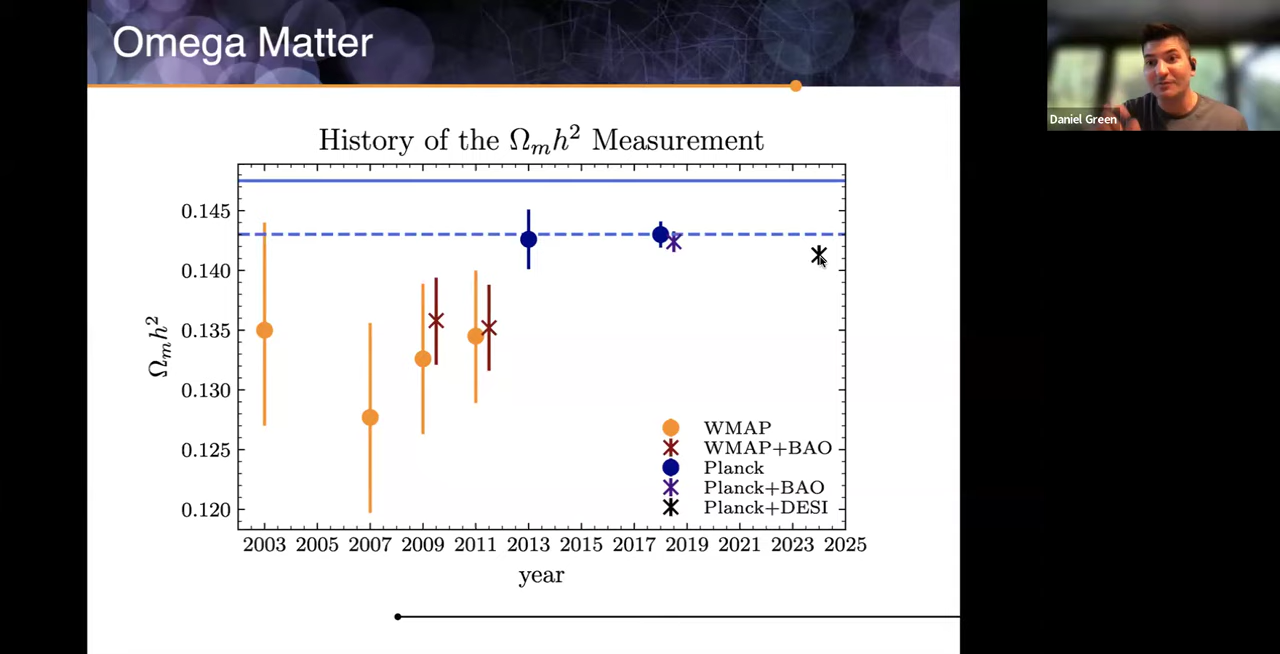 Omega Matter
Daniel Green
History of the Ωₘh² Measurement
0.145
0.140
0.135
0.130
0.125
0.120
Ωₘh²
WMAP
WMAP+BAO
Planck
Planck+BAO
Planck+DESI
2003 2005 2007 2009 2011 2013 2015 2017 2019 2021 2023 2025
year